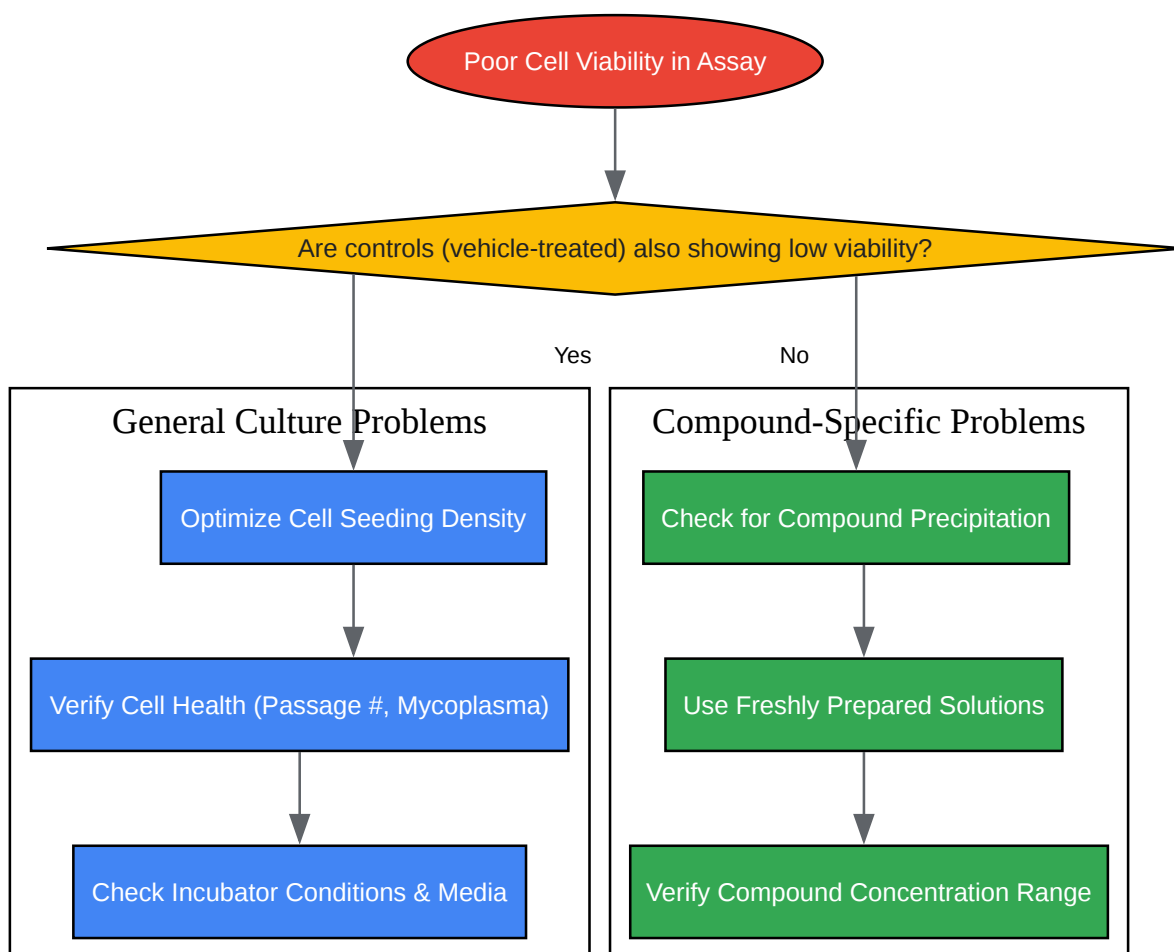 Poor Cell Viability in Assay
Are controls (vehicle-treated) also showing low viability?
Yes
No
General Culture Problems
Compound-Specific Problems
Optimize Cell Seeding Density
Check for Compound Precipitation
Verify Cell Health (Passage #, Mycoplasma)
Use Freshly Prepared Solutions
Check Incubator Conditions & Media
Verify Compound Concentration Range